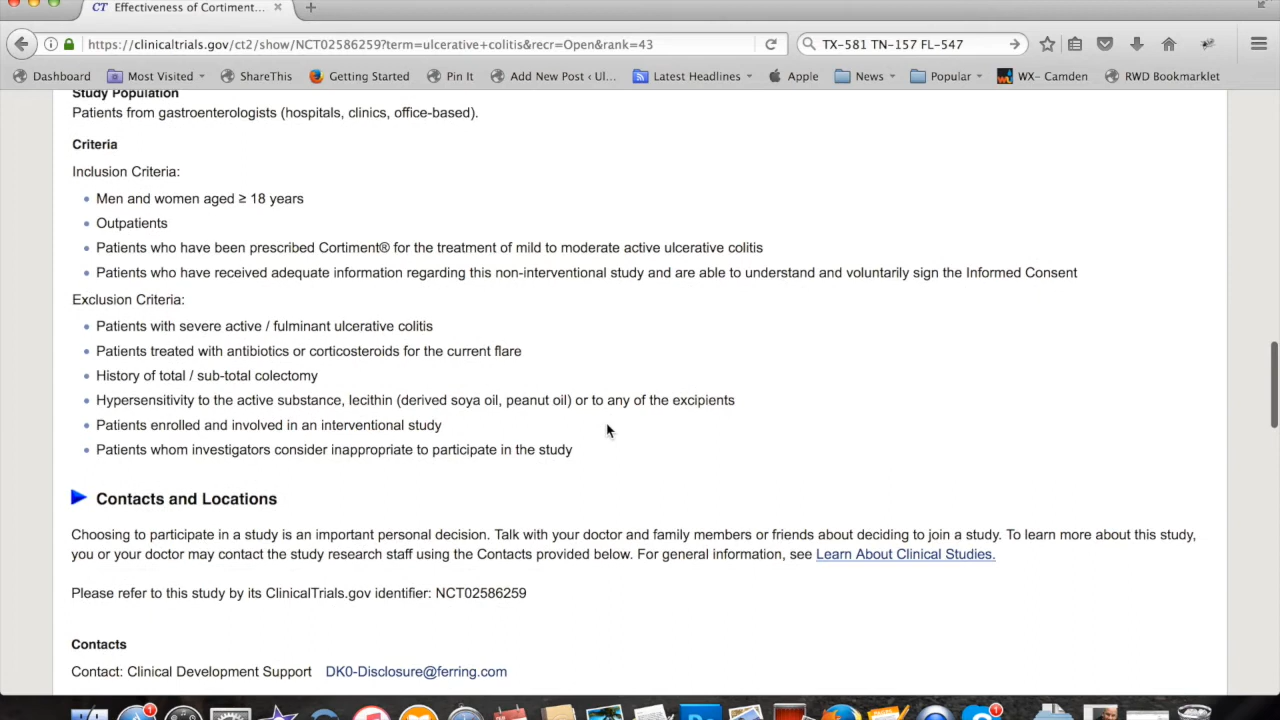 CT Effectiveness of Cortiment...
https://clinicaltrials.gov/ct2/show/NCT02586259?term=ulcerative+colitis&recr=Open&rank=43
TX-581 TN-157 FL-547
Dashboard Most Visited ShareThis Getting Started Pin It Add New Post ‹ Ul... Latest Headlines Apple News Popular WX- Camden RWD Bookmarklet
Study Population
Patients from gastroenterologists (hospitals, clinics, office-based).
Criteria
Inclusion Criteria:
Men and women aged ≥ 18 years
Outpatients
Patients who have been prescribed Cortiment® for the treatment of mild to moderate active ulcerative colitis
Patients who have received adequate information regarding this non-interventional study and are able to understand and voluntarily sign the Informed Consent
Exclusion Criteria:
Patients with severe active / fulminant ulcerative colitis
Patients treated with antibiotics or corticosteroids for the current flare
History of total / sub-total colectomy
Hypersensitivity to the active substance, lecithin (derived soya oil, peanut oil) or to any of the excipients
Patients enrolled and involved in an interventional study
Patients whom investigators consider inappropriate to participate in the study
Contacts and Locations
Choosing to participate in a study is an important personal decision. Talk with your doctor and family members or friends about deciding to join a study. To learn more about this study,
you or your doctor may contact the study research staff using the Contacts provided below. For general information, see Learn About Clinical Studies.
Please refer to this study by its ClinicalTrials.gov identifier: NCT02586259
Contacts
Contact: Clinical Development Support DK0-Disclosure@ferring.com
1
1